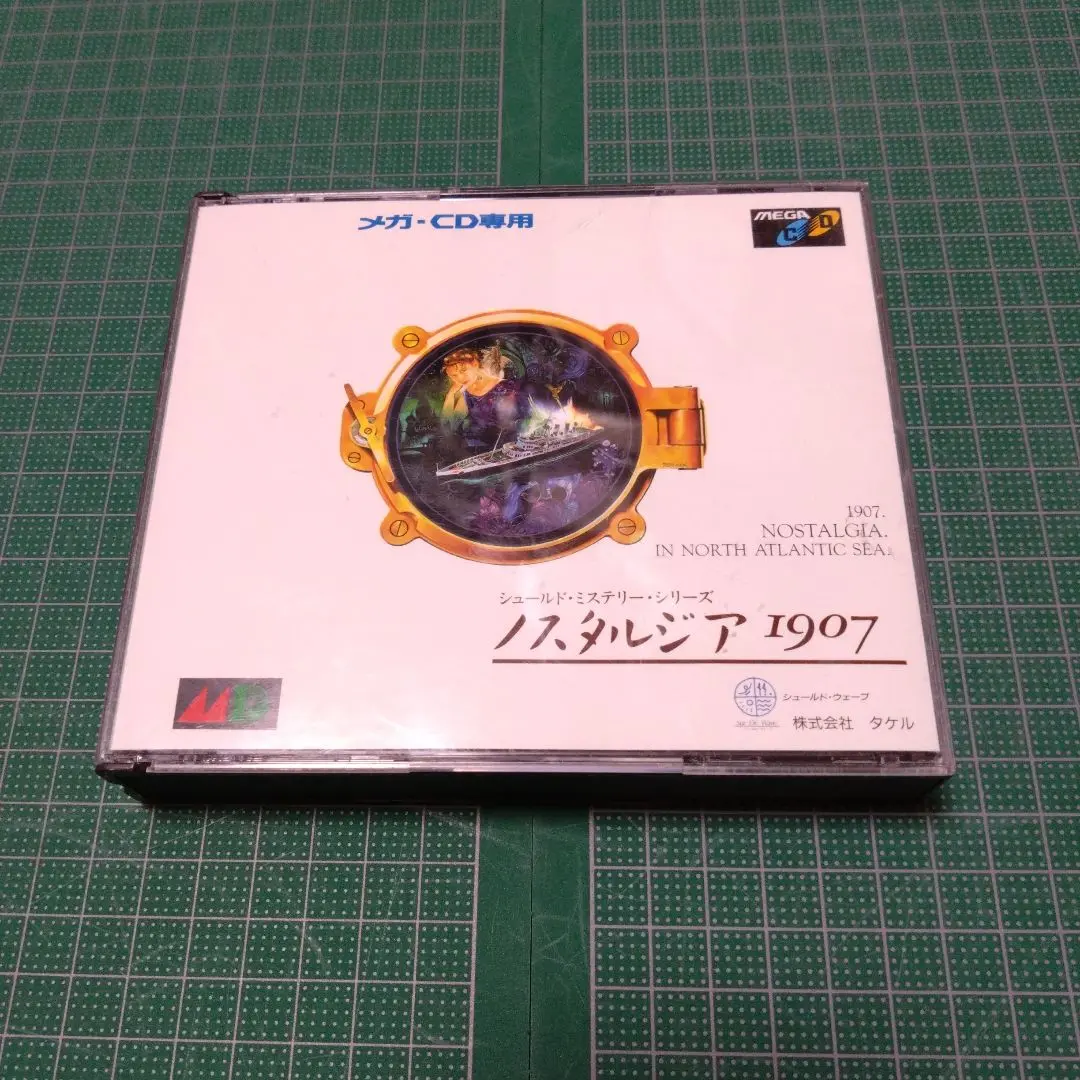 メガ-CD専用
MEGA
CD
1907.
NOSTALGIA.
IN NORTH ATLANTIC SEA.
シュールド・ミステリー・シリーズ
ノスタルジア 1907
MD
シュールド・ウェーブ
株式会社 タケル